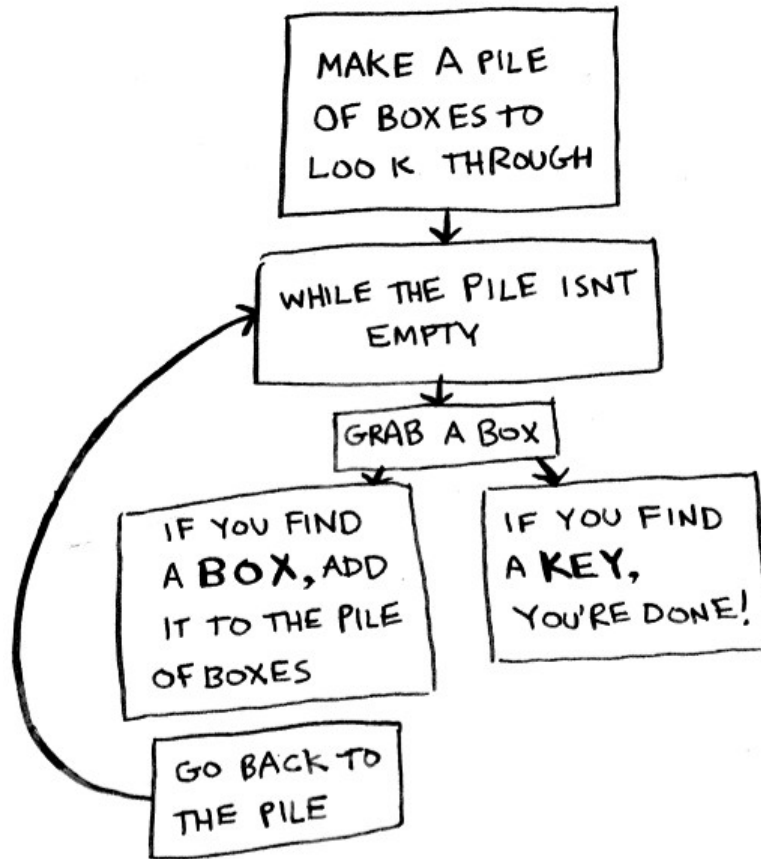 MAKE A PILE
OF BOXES TO
LOOK THROUGH
WHILE THE PILE ISNT
EMPTY
GRAB A BOX
IF YOU FIND
A BOX, ADD
IT TO THE PILE
OF BOXES
IF YOU FIND
A KEY,
YOU'RE DONE!
GO BACK TO
THE PILE